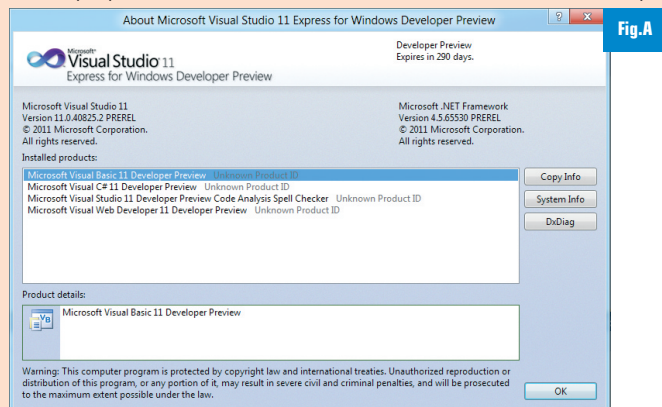 About Microsoft Visual Studio 11 Express for Windows Developer Preview
Fig.A
Microsoft
Visual Studio 11
Express for Windows Developer Preview
Developer Preview
Expires in 290 days.
Microsoft Visual Studio 11
Version 11.0.40825.2 PREREL
© 2011 Microsoft Corporation.
All rights reserved.
Microsoft .NET Framework
Version 4.5.65530 PREREL
© 2011 Microsoft Corporation.
All rights reserved.
Installed products:
Microsoft Visual Basic 11 Developer Preview Unknown Product ID
Microsoft Visual C# 11 Developer Preview Unknown Product ID
Microsoft Visual Studio 11 Developer Preview Code Analysis Spell Checker Unknown Product ID
Microsoft Visual Web Developer 11 Developer Preview Unknown Product ID
Copy Info
System Info
DxDiag
Product details:
VB
Microsoft Visual Basic 11 Developer Preview
Warning: This computer program is protected by copyright law and international treaties. Unauthorized reproduction or
distribution of this program, or any portion of it, may result in severe civil and criminal penalties, and will be prosecuted
to the maximum extent possible under the law.
OK